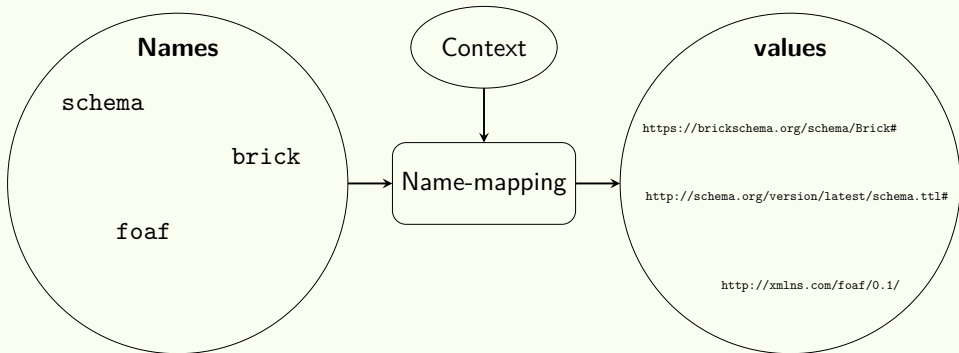 Names
schema
brick
foaf
Context
Name-mapping
values
https://brickschema.org/schema/Brick#
http://schema.org/version/latest/schema.ttl#
http://xmlns.com/foaf/0.1/